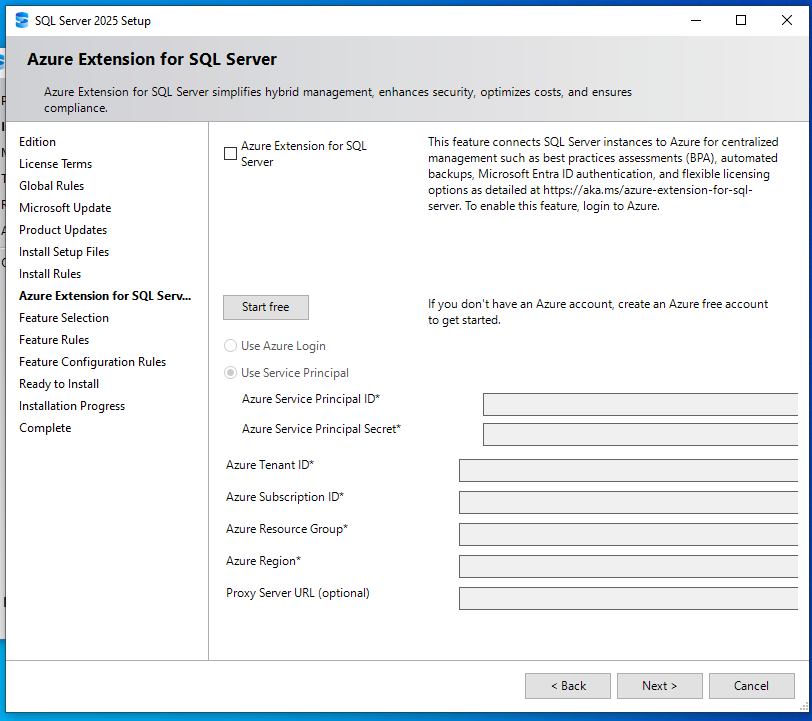 SQL Server 2025 Setup
Azure Extension for SQL Server
Azure Extension for SQL Server simplifies hybrid management, enhances security, optimizes costs, and ensures
compliance.
Edition
License Terms
Global Rules
Microsoft Update
Product Updates
Install Setup Files
Install Rules
Azure Extension for SQL Serv...
Feature Selection
Feature Rules
Feature Configuration Rules
Ready to Install
Installation Progress
Complete
Azure Extension for SQL
Server
This feature connects SQL Server instances to Azure for centralized
management such as best practices assessments (BPA), automated
backups, Microsoft Entra ID authentication, and flexible licensing
options as detailed at https://aka.ms/azure-extension-for-sql-
server. To enable this feature, login to Azure.
Start free
If you don't have an Azure account, create an Azure free account
to get started.
Use Azure Login
Use Service Principal
Azure Service Principal ID*
Azure Service Principal Secret*
Azure Tenant ID*
Azure Subscription ID*
Azure Resource Group*
Azure Region*
Proxy Server URL (optional)
< Back
Next >
Cancel